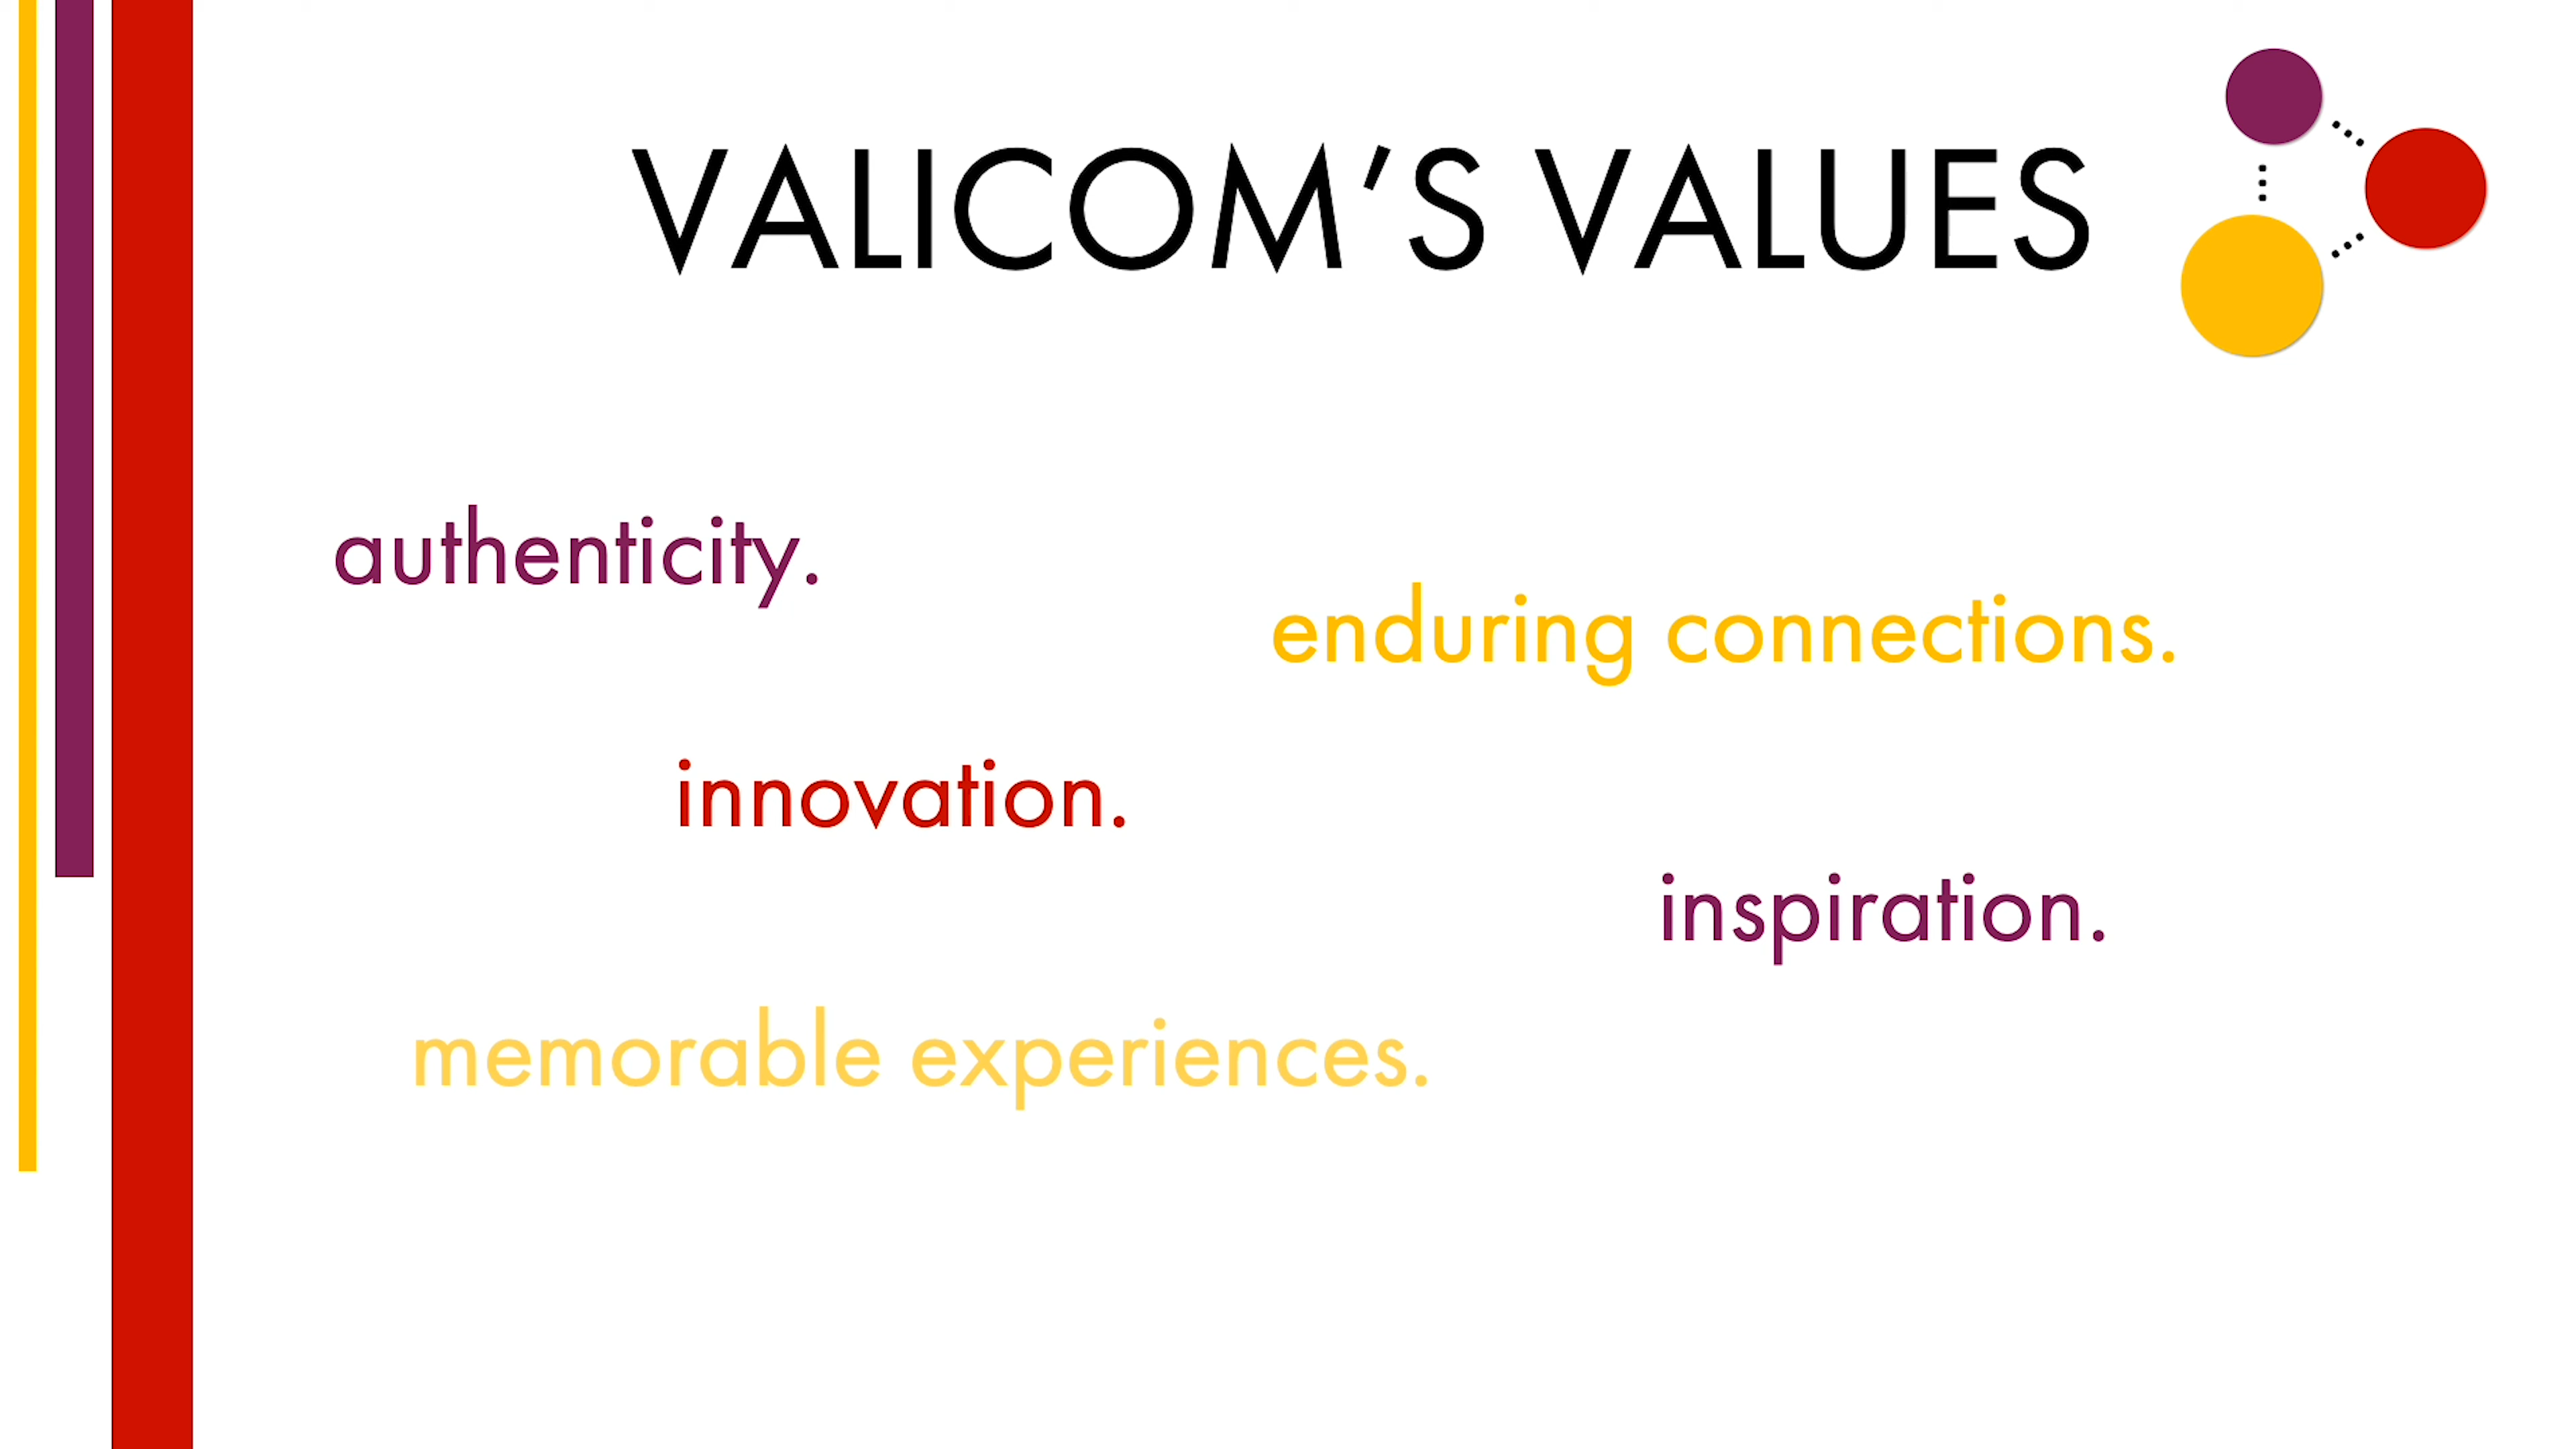 VALICOM’S VALUES
authenticity.
enduring connections.
innovation.
inspiration.
memorable experiences.